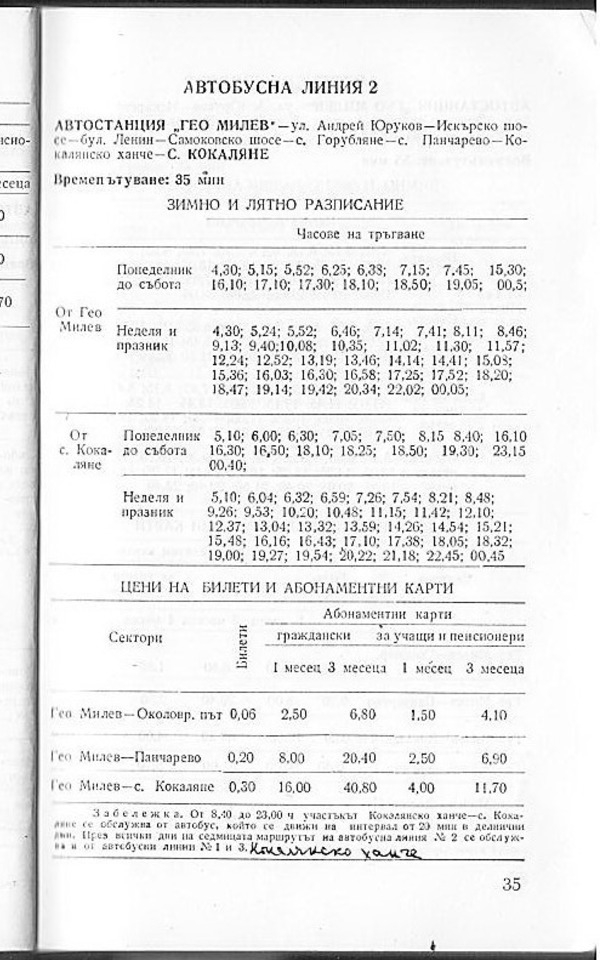 АВТОБУСНА ЛИНИЯ 2
АВТОСТАНЦИЯ „ГЕО МИЛЕВ"—ул. Андрей Юруков—Искърско шо-
се—бул. Ленин—Самоковско шосе—с. Горубляне—с. Панчарево—Ко-
калянско ханче—С. КОКАЛЯНЕ
Времепътуване: 35 мин
ЗИМНО И ЛЯТНО РАЗПИСАНИЕ
Часове на тръгване
От Гео Милев
Понеделник 4,30; 5,15; 5,52; 6,25; 6,38; 7,15; 7,45; 15,30;
до събота 16,10; 17,10; 17,30; 18,10; 18,50; 19,05; 00,5;
Неделя и 4,30; 5,24; 5,52; 6,46; 7,14; 7,41; 8,11; 8,46;
празник 9,13; 9,40; 10,08; 10,35; 11,02; 11,30; 11,57;
12,24; 12,52; 13,19; 13,46; 14,14; 14,41; 15,08;
15,36; 16,03; 16,30; 16,58; 17,25; 17,52; 18,20;
18,47; 19,14; 19,42; 20,34; 22,02; 00,05;
От с. Кока-ляне
Понеделник 5,10; 6,00; 6,30; 7,05; 7,50; 8,15 8,40; 16,10
до събота 16,30; 16,50; 18,10; 18,25; 18,50; 19,30; 23,15
00,40;
Неделя и 5,10; 6,04; 6,32; 6,59; 7,26; 7,54; 8,21; 8,48;
празник 9,26; 9,53; 10,20; 10,48; 11,15; 11,42; 12,10;
12,37; 13,04; 13,32; 13,59; 14,26; 14,54; 15,21;
15,48; 16,16; 16,43; 17,10; 17,38; 18,05; 18,32;
19,00; 19,27; 19,54; 20,22; 21,18; 22,45; 00,45
ЦЕНИ НА БИЛЕТИ И АБОНАМЕНТНИ КАРТИ
Абонаментни карти
Сектори Билети граждански за учащи и пенсионери
1 месец 3 месеца 1 месец 3 месеца
Гео Милев—Околовр. път 0,06 2,50 6,80 1,50 4,10
Гео Милев—Панчарево 0,20 8,00 20,40 2,50 6,90
Гео Милев—с. Кокаляне 0,30 16,00 40,80 4,00 11,70
Забележка. От 8,40 до 23,00 ч участъкът Кокалянско ханче—с. Кока-
ляне се обслужва от автобус, който се движи на интервал от 20 мин в делнични
дни. През всички дни на седмицата маршрутът на автобусна линия № 2 се обслуж-
ва и от автобусни линии № 1 и 3. Кокалянско ханче
35